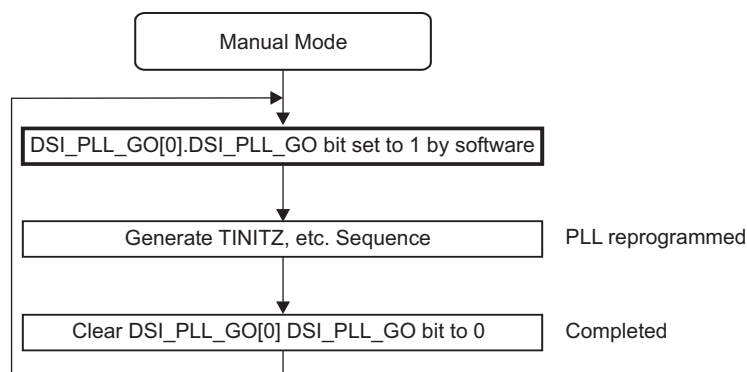 Manual Mode
DSI_PLL_GO[0].DSI_PLL_GO bit set to 1 by software
Generate TINITZ, etc. Sequence
PLL reprogrammed
Clear DSI_PLL_GO[0] DSI_PLL_GO bit to 0
Completed